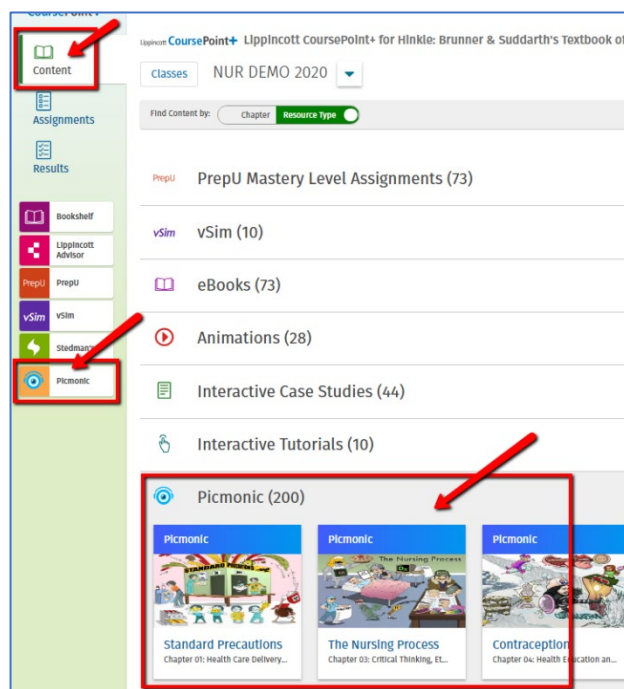 CoursePoint+
Content
Assignments
Results
Bookshelf
Lippincott
Advisor
PrepU PrepU
vSim vSim
Stedman's
Picmonic
Lippincott CoursePoint+ Lippincott CoursePoint+ for Hinkle: Brunner & Suddarth's Textbook of
Classes NUR DEMO 2020
Find Content by: Chapter Resource Type
PrepU PrepU Mastery Level Assignments (73)
vSim vSim (10)
eBooks (73)
Animations (28)
Interactive Case Studies (44)
Interactive Tutorials (10)
Picmonic (200)
Picmonic
STANDARD
Standard Precautions
Chapter 01: Health Care Delivery...
Picmonic
The Nursing Process
The Nursing Process
Chapter 03: Critical Thinking, Et...
Picmonic
Contraception
Chapter 04: Health Education an...